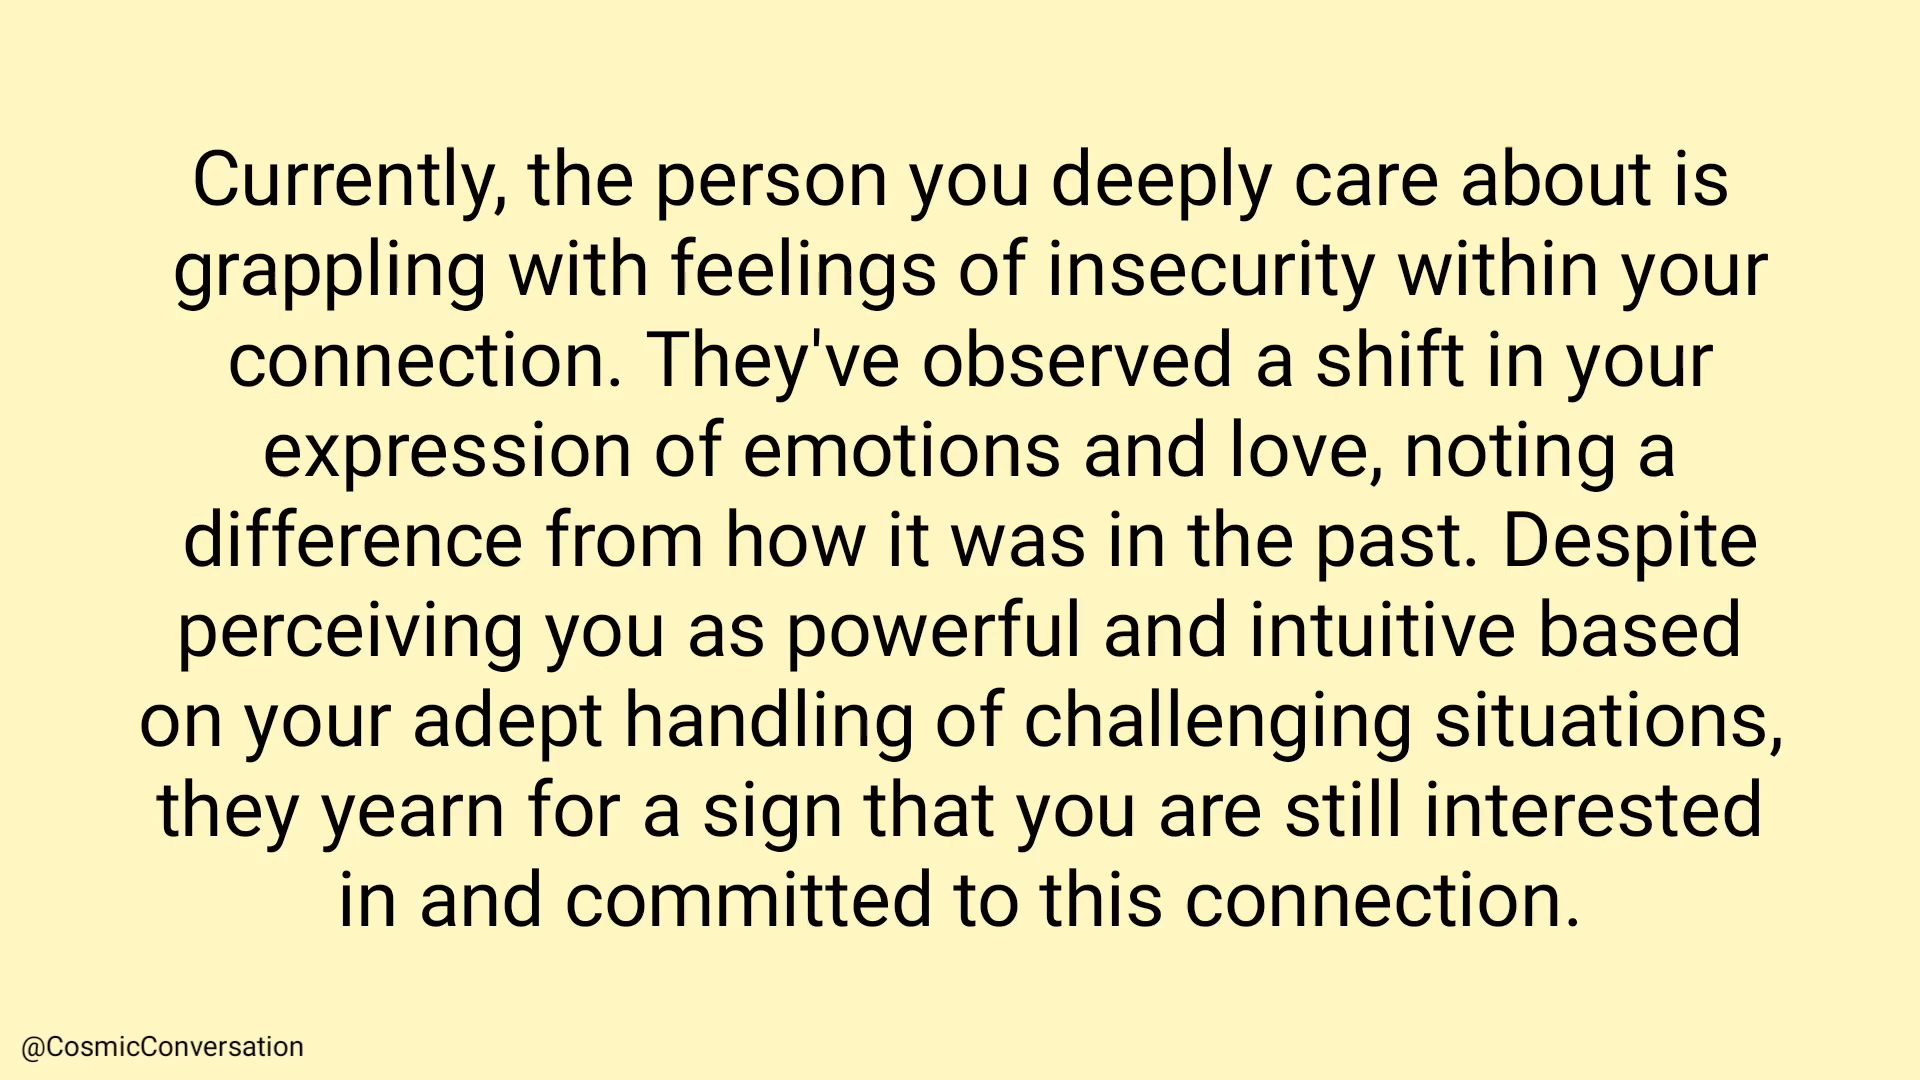 Currently, the person you deeply care about is
grappling with feelings of insecurity within your
connection. They've observed a shift in your
expression of emotions and love, noting a
difference from how it was in the past. Despite
perceiving you as powerful and intuitive based
on your adept handling of challenging situations,
they yearn for a sign that you are still interested
in and committed to this connection.
@CosmicConversation